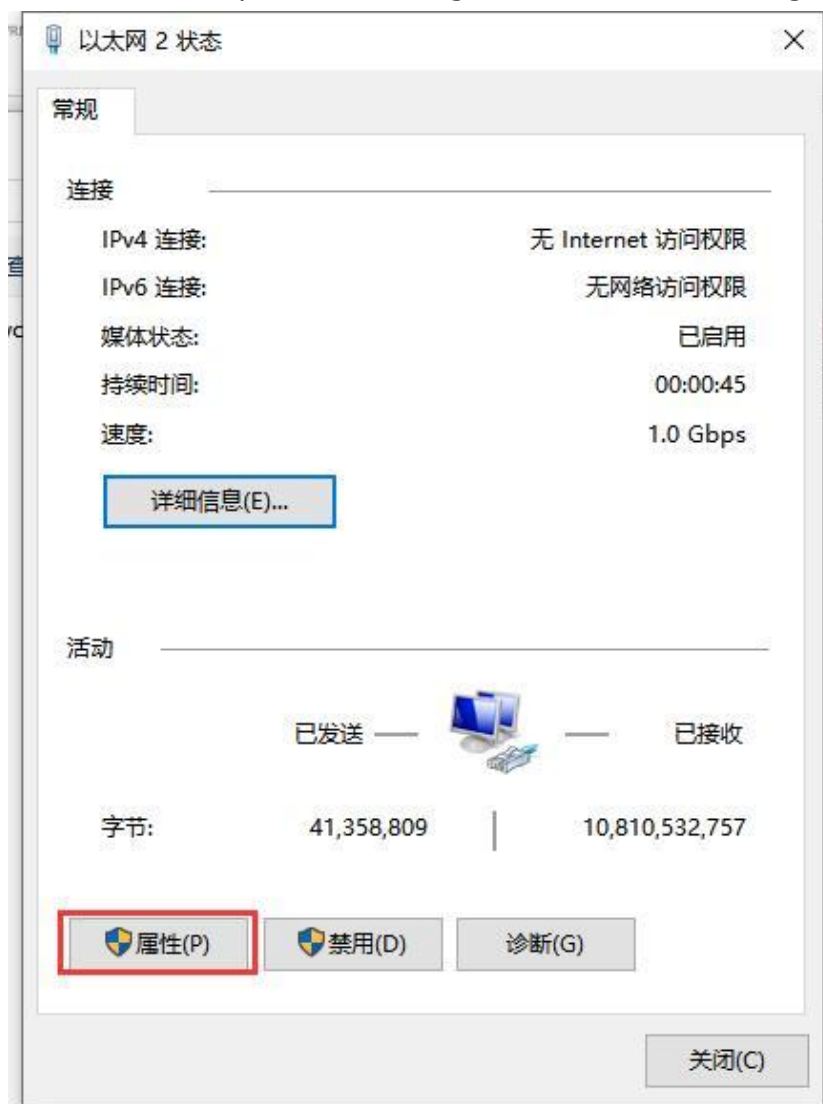 以太网 2 状态
常规
连接
IPv4 连接: 无 Internet 访问权限
IPv6 连接: 无网络访问权限
媒体状态: 已启用
持续时间: 00:00:45
速度: 1.0 Gbps
详细信息(E)...
活动
已发送 — — 已接收
字节: 41,358,809 10,810,532,757
属性(P) 禁用(D) 诊断(G)
关闭(C)